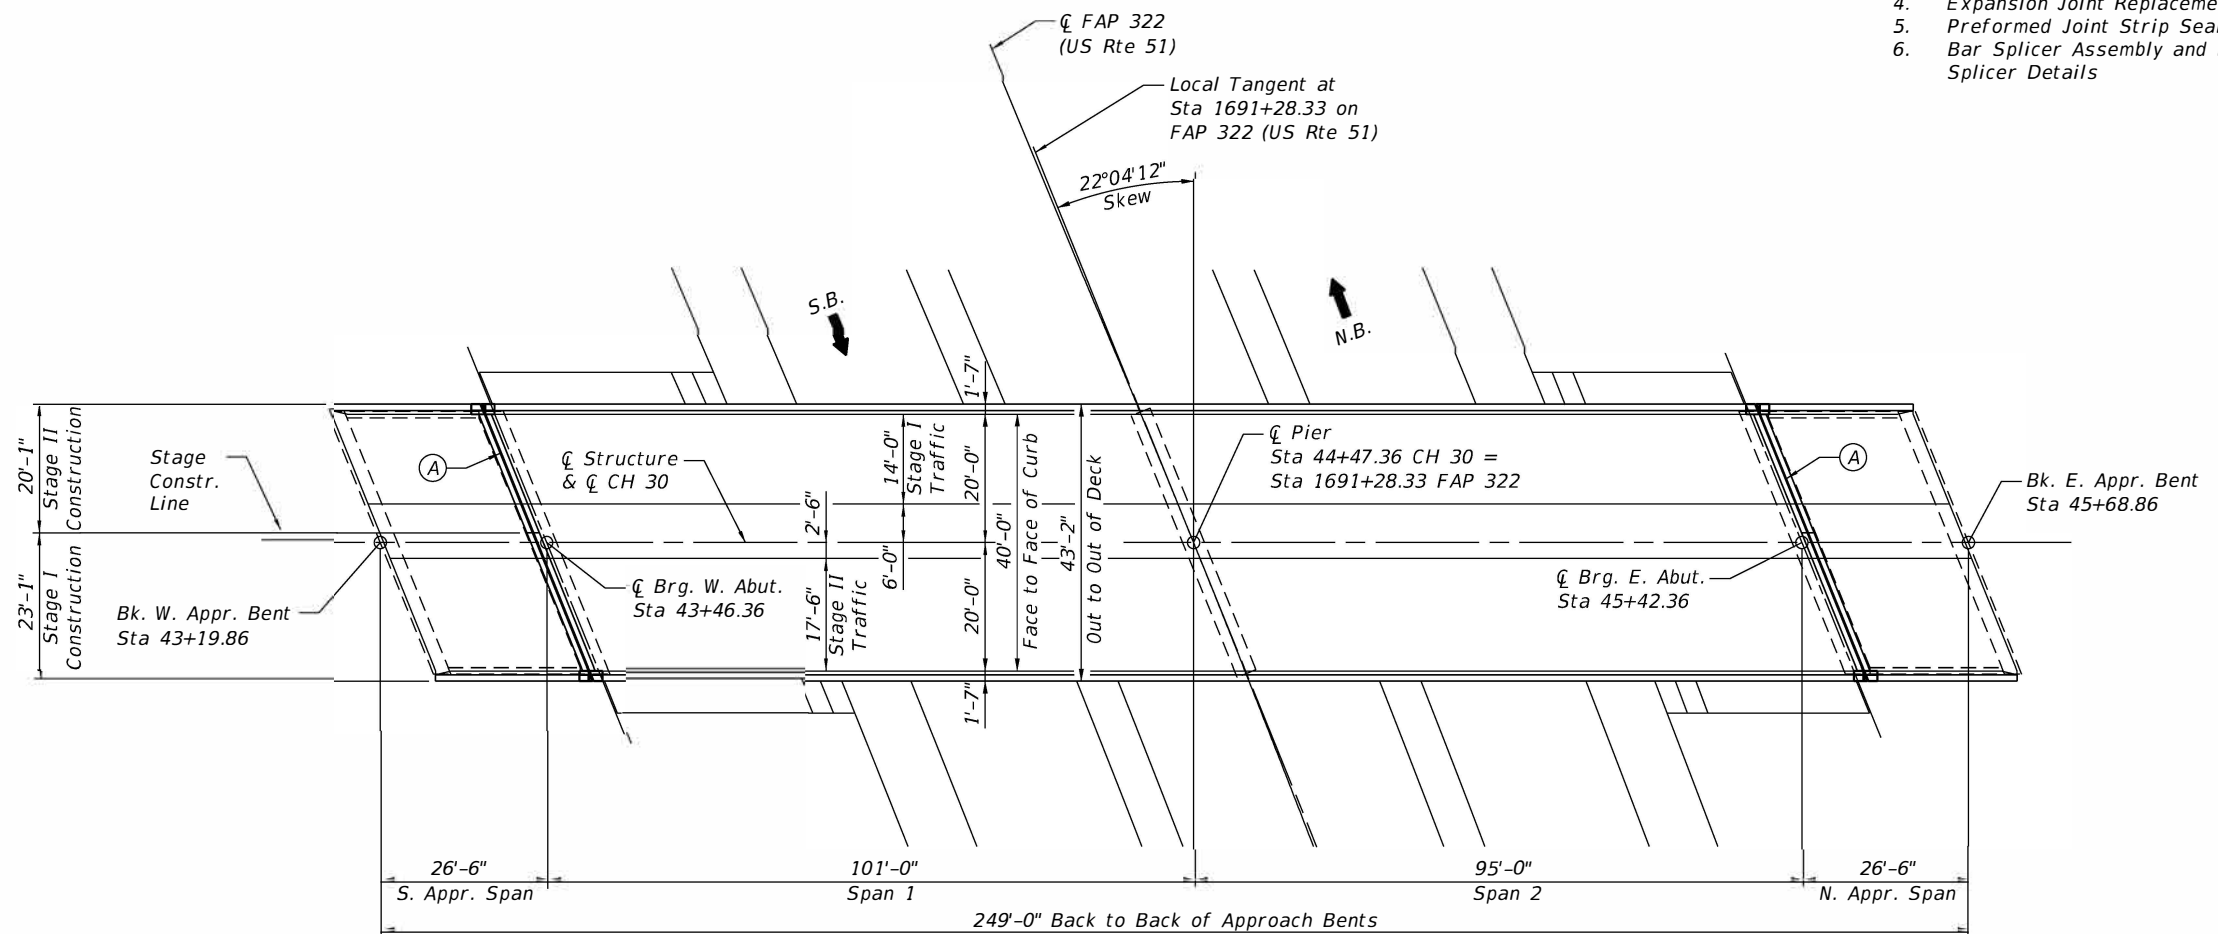 4. Expansion Joint Replaceme
5. Preformed Joint Strip Sea
6. Bar Splicer Assembly and
Splicer Details
℄ FAP 322
(US Rte 51)
Local Tangent at
Sta 1691+28.33 on
FAP 322 (US Rte 51)
22°04'12"
Skew
S.B.
N.B.
20'-1"
Stage II
Construction
23'-1"
Stage I
Construction
Stage
Constr.
Line
A
℄ Structure
& ℄ CH 30
1'-7"
14'-0"
Stage I
Traffic
20'-0"
2'-6"
6'-0"
17'-6"
Stage II
Traffic
20'-0"
1'-7"
40'-0"
Face to Face of Curb
43'-2"
Out to Out of Deck
℄ Pier
Sta 44+47.36 CH 30 =
Sta 1691+28.33 FAP 322
A
Bk. E. Appr. Bent
Sta 45+68.86
Bk. W. Appr. Bent
Sta 43+19.86
℄ Brg. W. Abut.
Sta 43+46.36
℄ Brg. E. Abut.
Sta 45+42.36
26'-6"
S. Appr. Span
101'-0"
Span 1
95'-0"
Span 2
26'-6"
N. Appr. Span
249'-0" Back to Back of Approach Bents